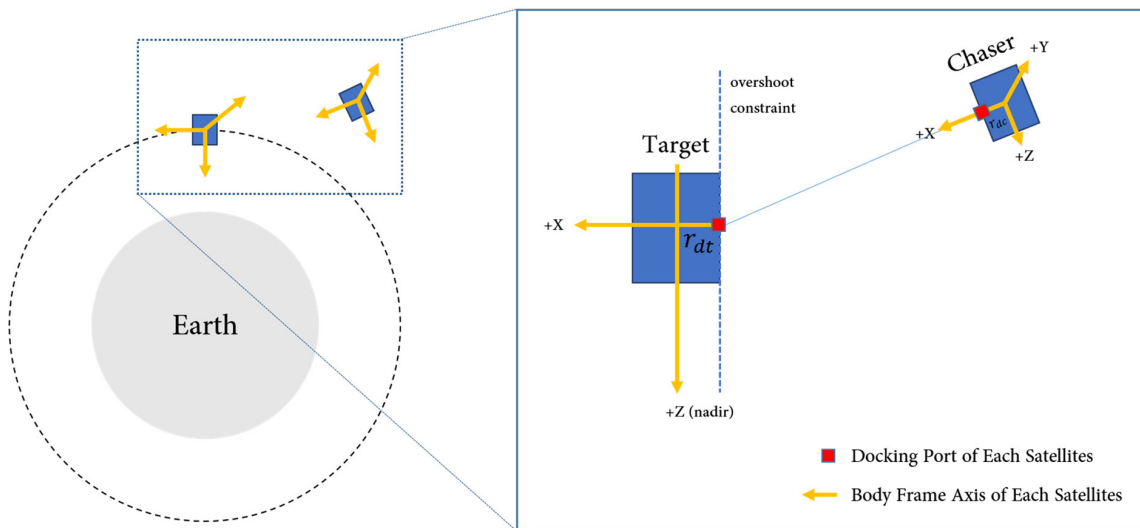 Earth
overshoot
constraint
Target
+X
r_dt
+Z (nadir)
Chaser
+Y
r_dc
+X
+Z
Docking Port of Each Satellites
Body Frame Axis of Each Satellites